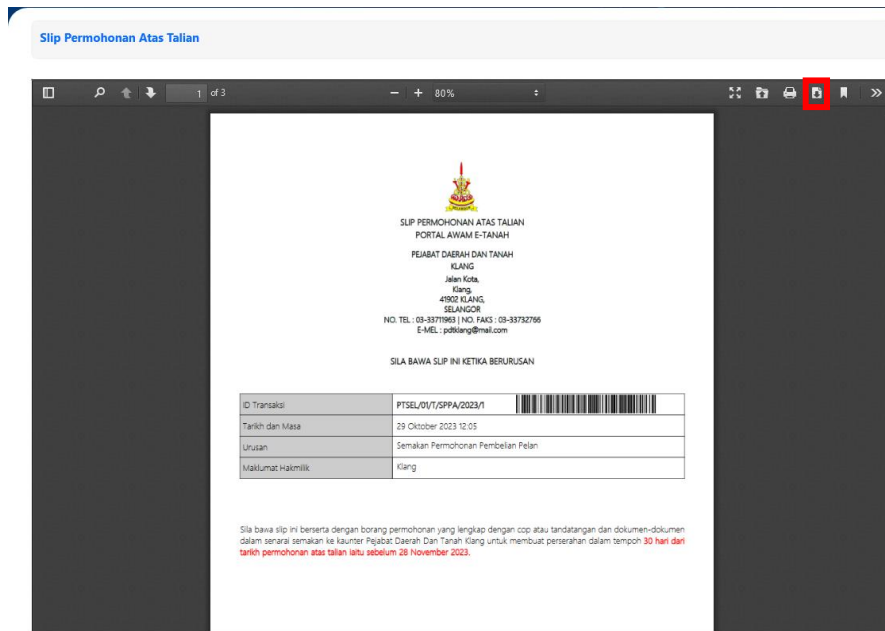 Slip Permohonan Atas Talian
1 of 3
80%
SLIP PERMOHONAN ATAS TALIAN
PORTAL AWAM E-TANAH
PEJABAT DAERAH DAN TANAH
KLANG
Jalan Kota,
Klang,
41902 KLANG,
SELANGOR
NO. TEL : 03-33711963 | NO. FAKS : 03-33732766
E-MEL : pdtklang@mail.com
SILA BAWA SLIP INI KETIKA BERURUSAN
ID Transaksi PTSEL/01/T/SPPA/2023/1
Tarikh dan Masa 29 Oktober 2023 12:05
Urusan Semakan Permohonan Pembelian Pelan
Maklumat Hakmilik Klang
Sila bawa slip ini berserta dengan borang permohonan yang lengkap dengan cop atau tandatangan dan dokumen-dokumen
dalam senarai semakan ke kaunter Pejabat Daerah Dan Tanah Klang untuk membuat perserahan dalam tempoh 30 hari dari
tarikh permohonan atas talian iaitu sebelum 28 November 2023.